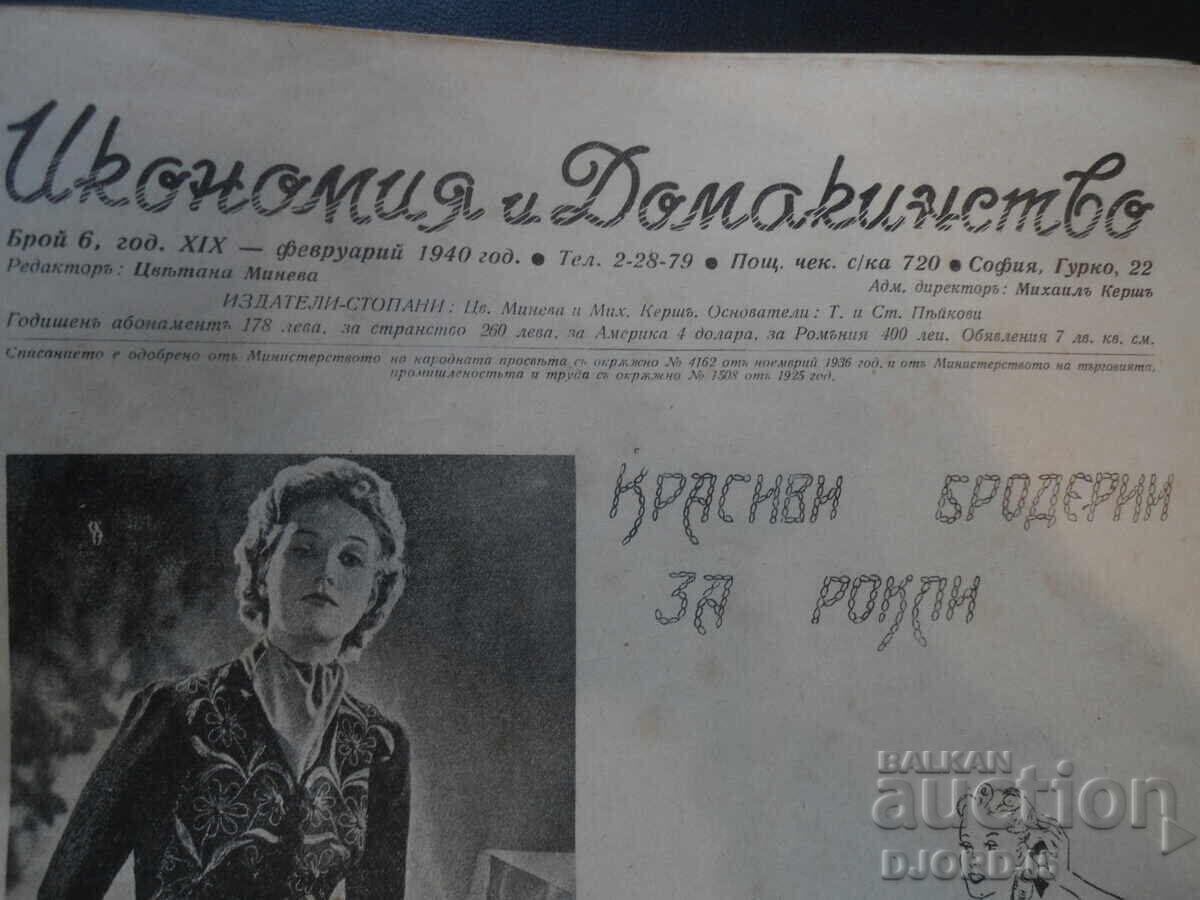 Икономия и Домакинство
Брой 6, год. XIX — февруарий 1940 год. ● Тел. 2-28-79 ● Пощ. чек. с/ка 720 ● София, Гурко, 22
Редакторъ: Цвѣтана Минева
Адм. директоръ: Михаилъ Кершъ
ИЗДАТЕЛИ-СТОПАНИ: Цв. Минева и Мих. Кершъ. Основатели: Т. и Ст. Пѣйкови
Годишенъ абонаментъ 178 лева, за странство 260 лева, за Америка 4 долара, за Ромъния 400 леи. Обявления 7 лв. кв. см.
Списанието е одобрено отъ Министерството на народната просвѣта съ окрѫжно № 4162 отъ ноемврий 1936 год. и отъ Министерството на търговията,
промишленостьта и труда съ окрѫжно № 1508 отъ 1925 год.
КРАСИВИ БРОДЕРИИ
ЗА РОКЛИ
BALKAN
auction